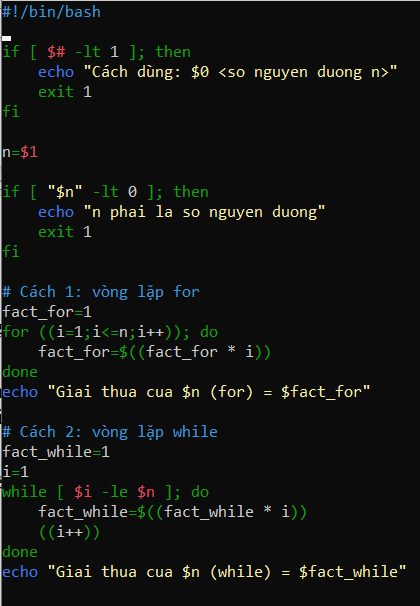 #!/bin/bash
if [ $# -lt 1 ]; then
    echo "Cách dùng: $0 <so nguyen duong n>"
    exit 1
fi
n=$1
if [ "$n" -lt 0 ]; then
    echo "n phai la so nguyen duong"
    exit 1
fi
# Cách 1: vòng lặp for
fact_for=1
for ((i=1;i<=n;i++)); do
    fact_for=$((fact_for * i))
done
echo "Giai thua cua $n (for) = $fact_for"
# Cách 2: vòng lặp while
fact_while=1
i=1
while [ $i -le $n ]; do
    fact_while=$((fact_while * i))
    ((i++))
done
echo "Giai thua cua $n (while) = $fact_while"